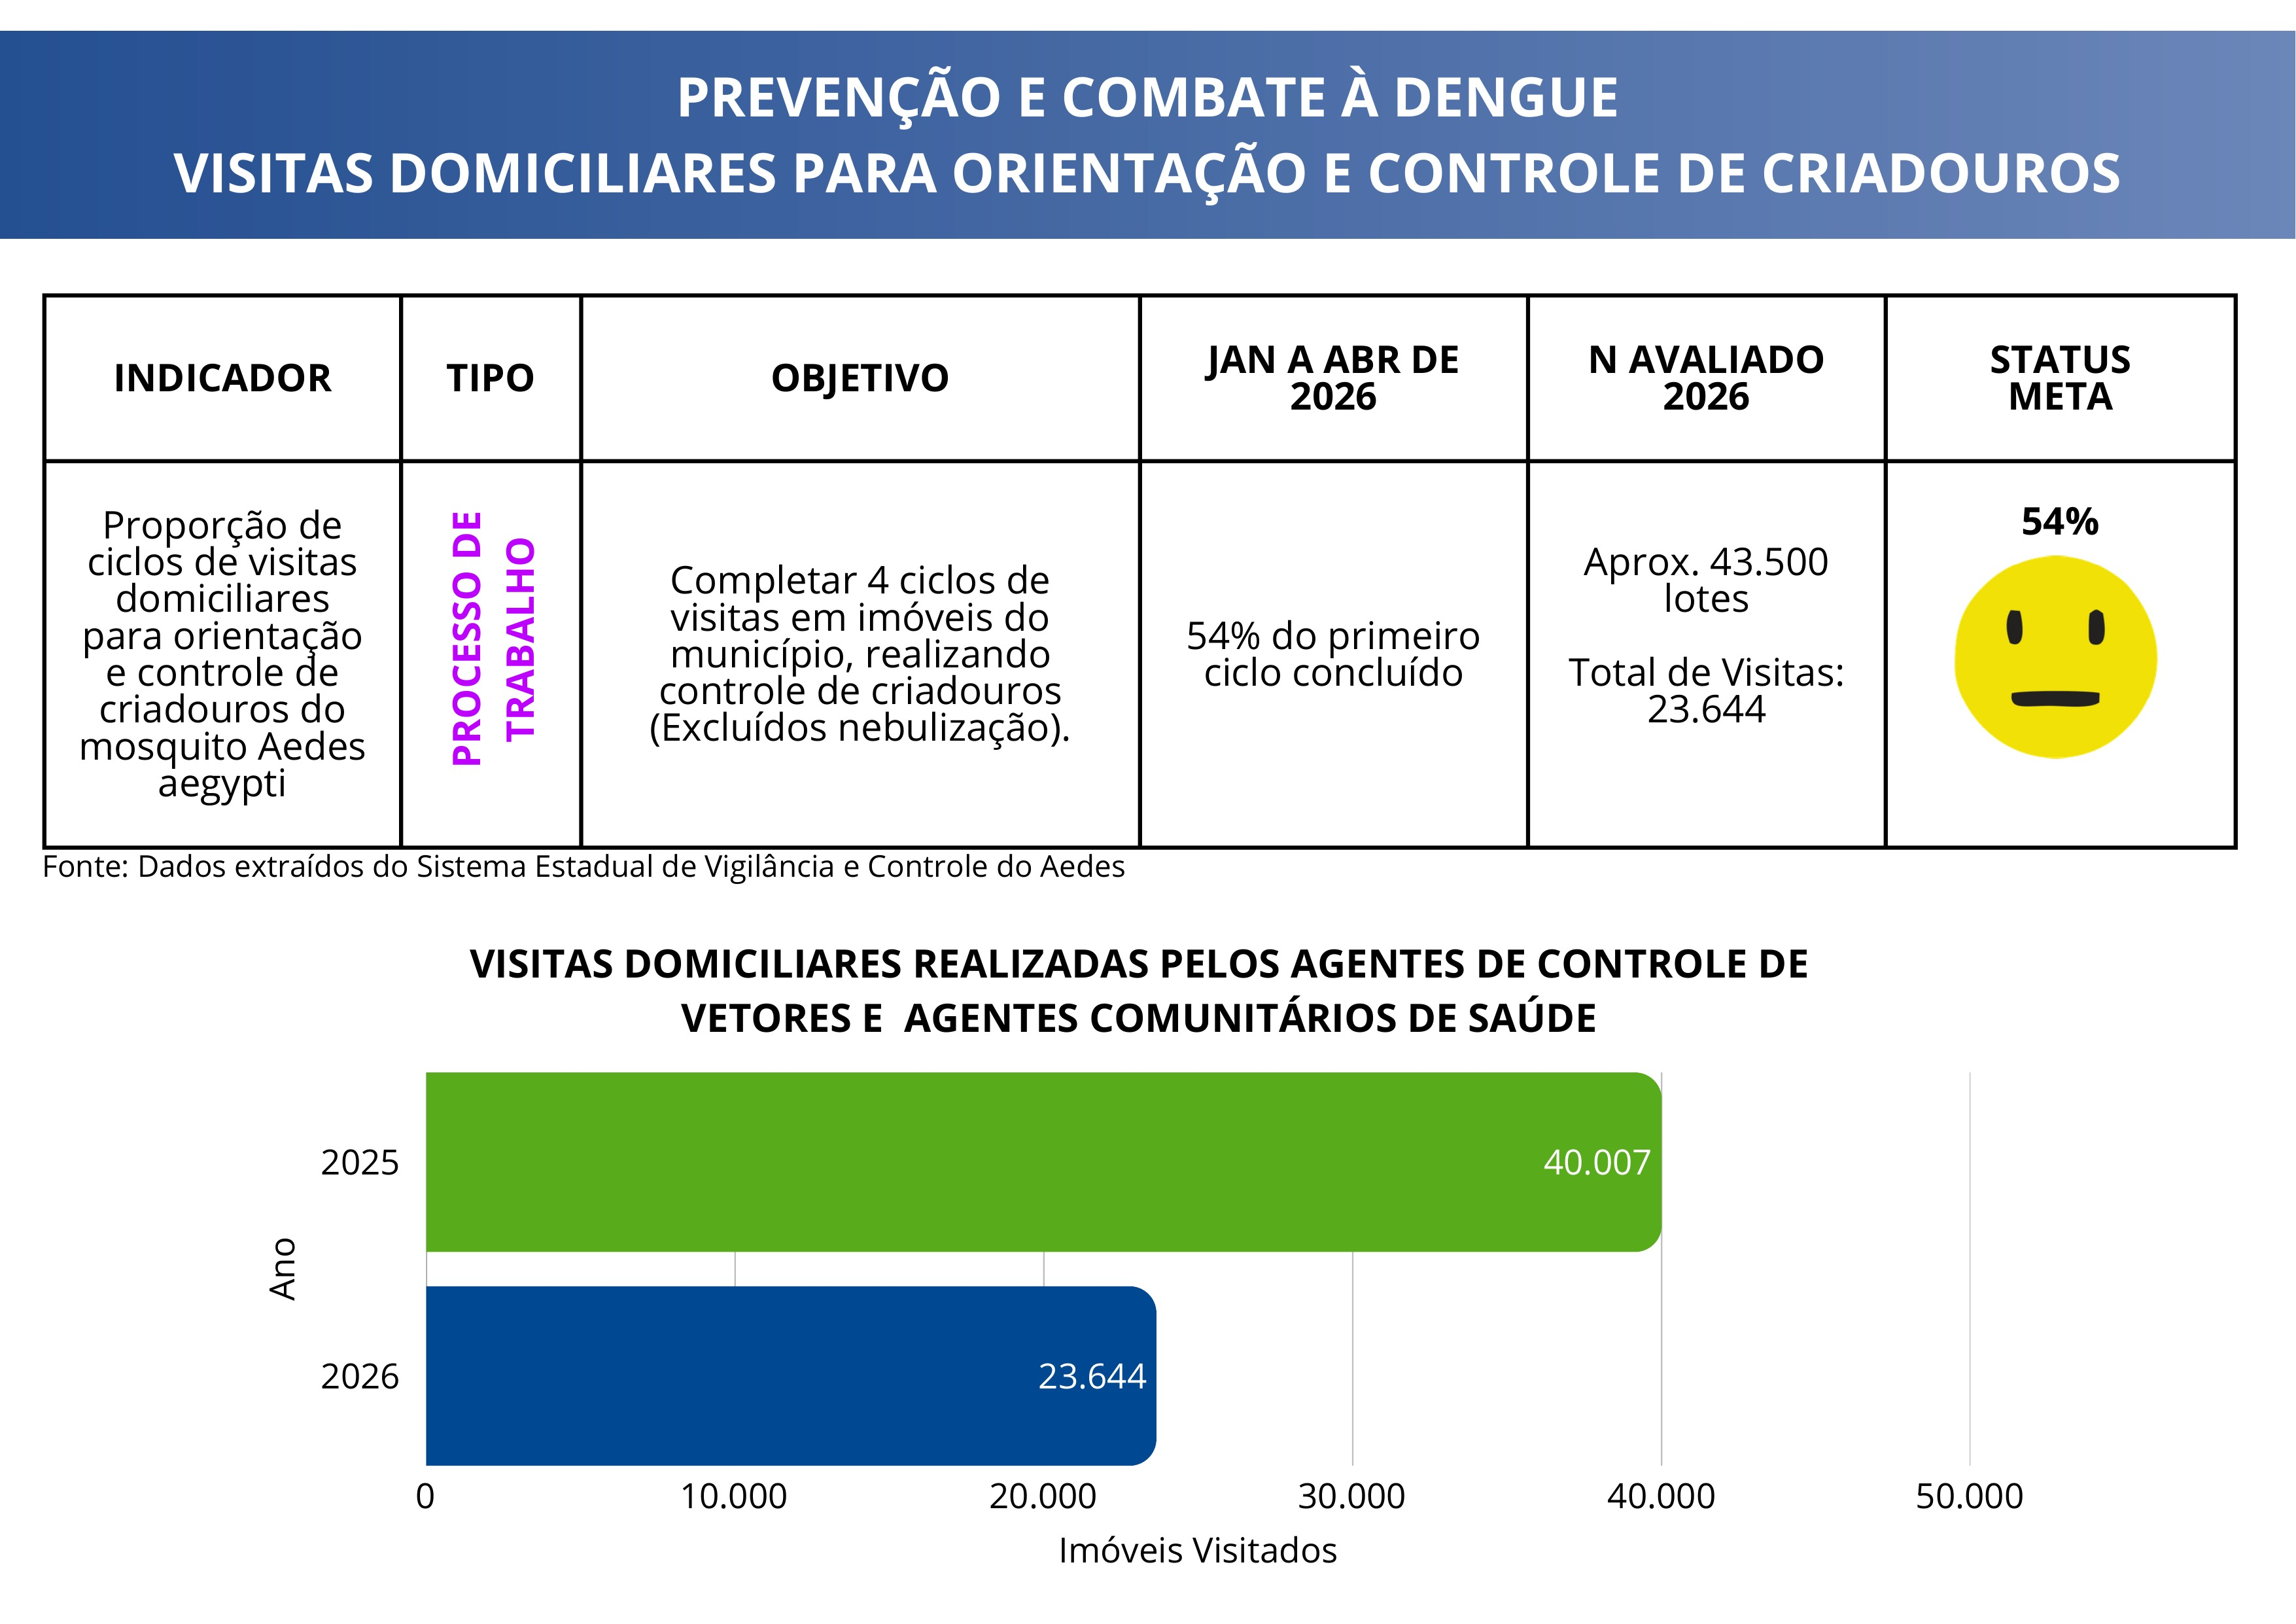 PREVENÇÃO E COMBATE À DENGUE
VISITAS DOMICILIARES PARA ORIENTAÇÃO E CONTROLE DE CRIADOUROS
INDICADOR
TIPO
OBJETIVO
JAN A ABR DE
2026
N AVALIADO
2026
STATUS
META
Proporção de
ciclos de visitas
domiciliares
para orientação
e controle de
criadouros do
mosquito Aedes
aegypti
PROCESSO DE
TRABALHO
Completar 4 ciclos de
visitas em imóveis do
município, realizando
controle de criadouros
(Excluídos nebulização).
54% do primeiro
ciclo concluído
Aprox. 43.500
lotes
Total de Visitas:
23.644
54%
Fonte: Dados extraídos do Sistema Estadual de Vigilância e Controle do Aedes
VISITAS DOMICILIARES REALIZADAS PELOS AGENTES DE CONTROLE DE
VETORES E  AGENTES COMUNITÁRIOS DE SAÚDE
Ano
2025
40.007
2026
23.644
0
10.000
20.000
30.000
40.000
50.000
Imóveis Visitados